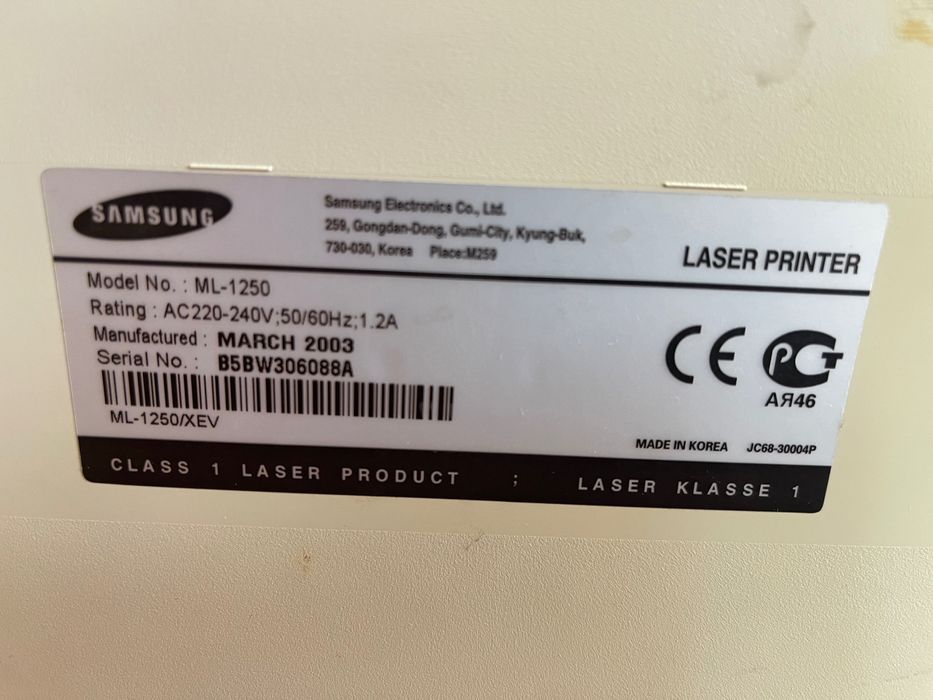 SAMSUNG
Samsung Electronics Co., Ltd.
259, Gongdan-Dong, Gumi-City, Kyung-Buk,
730-030, Korea Place:M259
LASER PRINTER
Model No. : ML-1250
Rating : AC220-240V;50/60Hz;1.2A
Manufactured : MARCH 2003
Serial No. : B5BW306088A
ML-1250/XEV
CE
РСТ
АЯ46
MADE IN KOREA JC68-30004P
CLASS 1 LASER PRODUCT ; LASER KLASSE 1